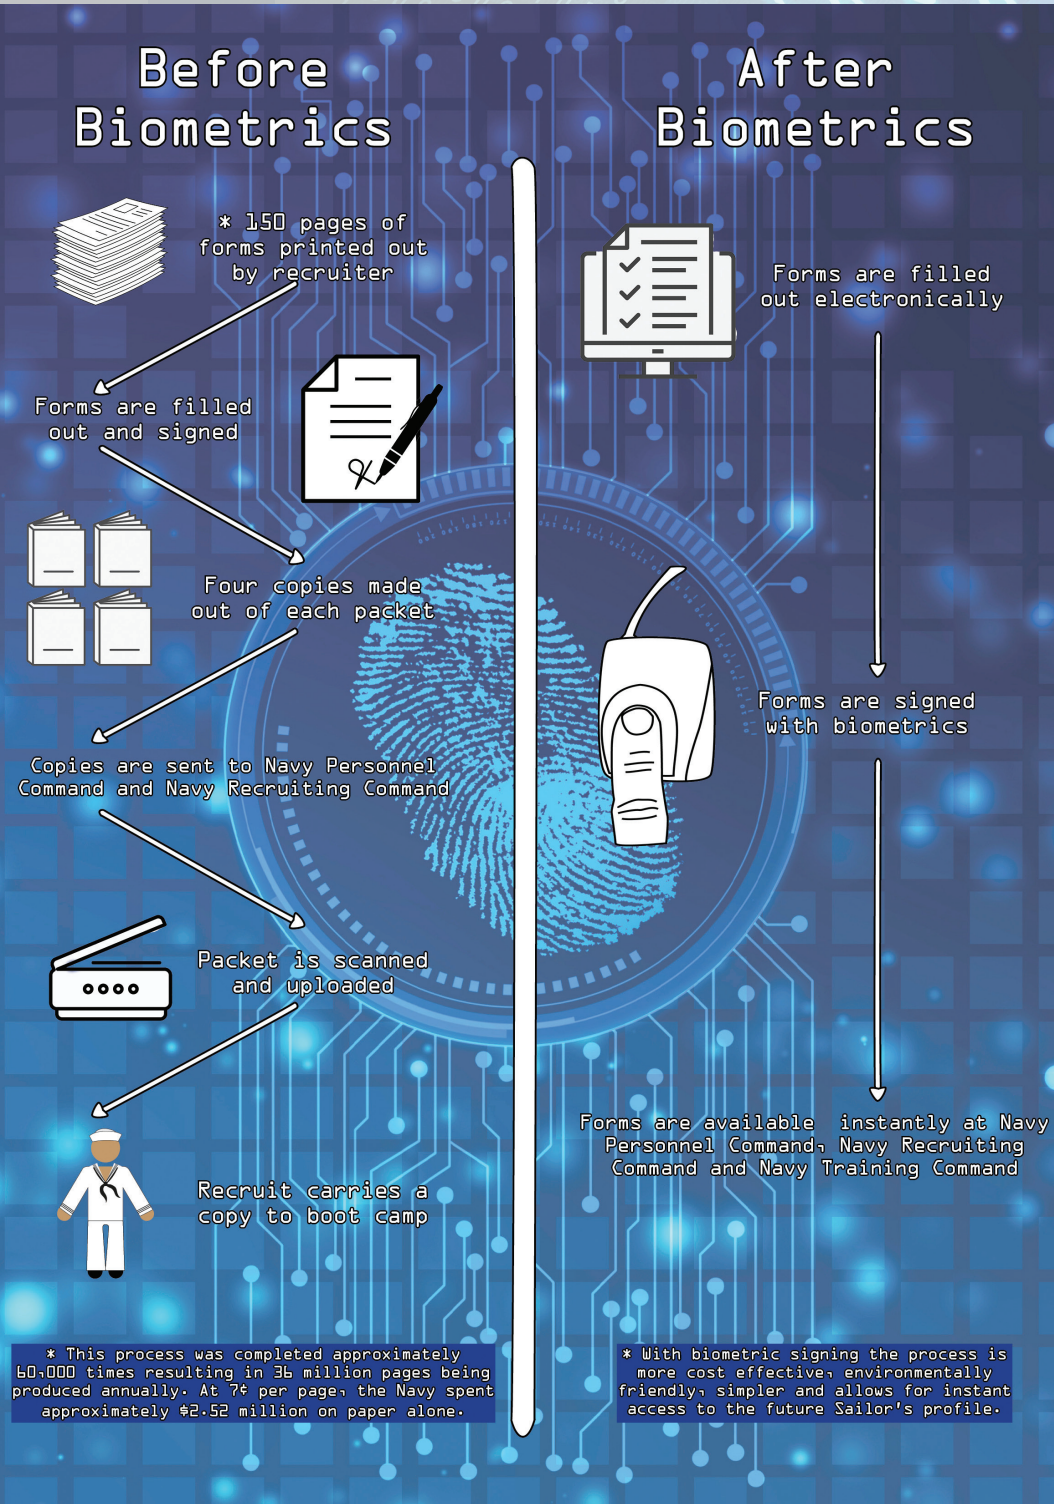 Before
Biometrics
* 150 pages of
forms printed out
by recruiter
Forms are filled
out and signed
Four copies made
out of each packet
Copies are sent to Navy Personnel
Command and Navy Recruiting Command
Packet is scanned
and uploaded
Recruit carries a
copy to boot camp
* This process was completed approximately
60,000 times resulting in 36 million pages being
produced annually. At 7¢ per page, the Navy spent
approximately $2.52 million on paper alone.
After
Biometrics
Forms are filled
out electronically
Forms are signed
with biometrics
Forms are available instantly at Navy
Personnel Command, Navy Recruiting
Command and Navy Training Command
* With biometric signing the process is
more cost effective, environmentally
friendly, simpler and allows for instant
access to the future Sailor's profile.